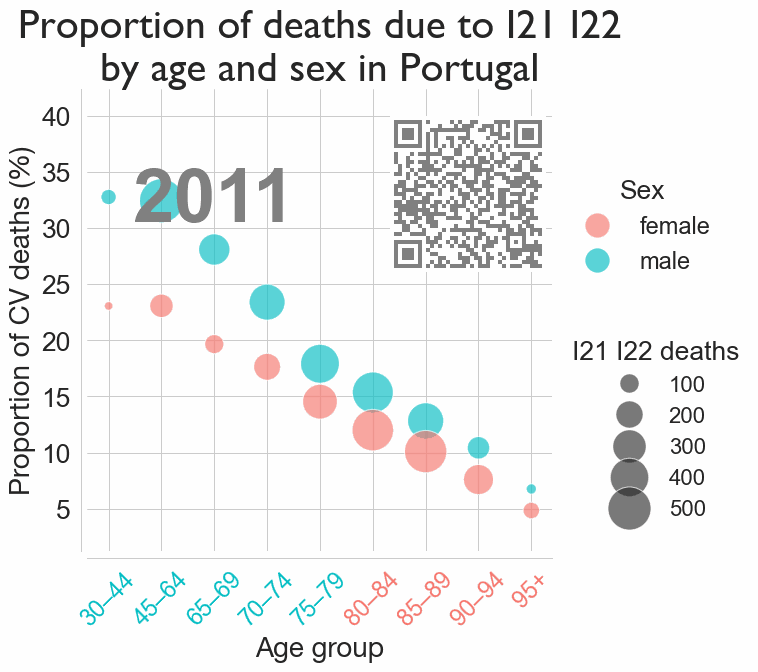 Proportion of deaths due to I21 I22
by age and sex in Portugal
2011
Proportion of CV deaths (%)
40
35
30
25
20
15
10
5
30–44
45–64
65–69
70–74
75–79
80–84
85–89
90–94
95+
Age group
Sex
female
male
I21 I22 deaths
100
200
300
400
500